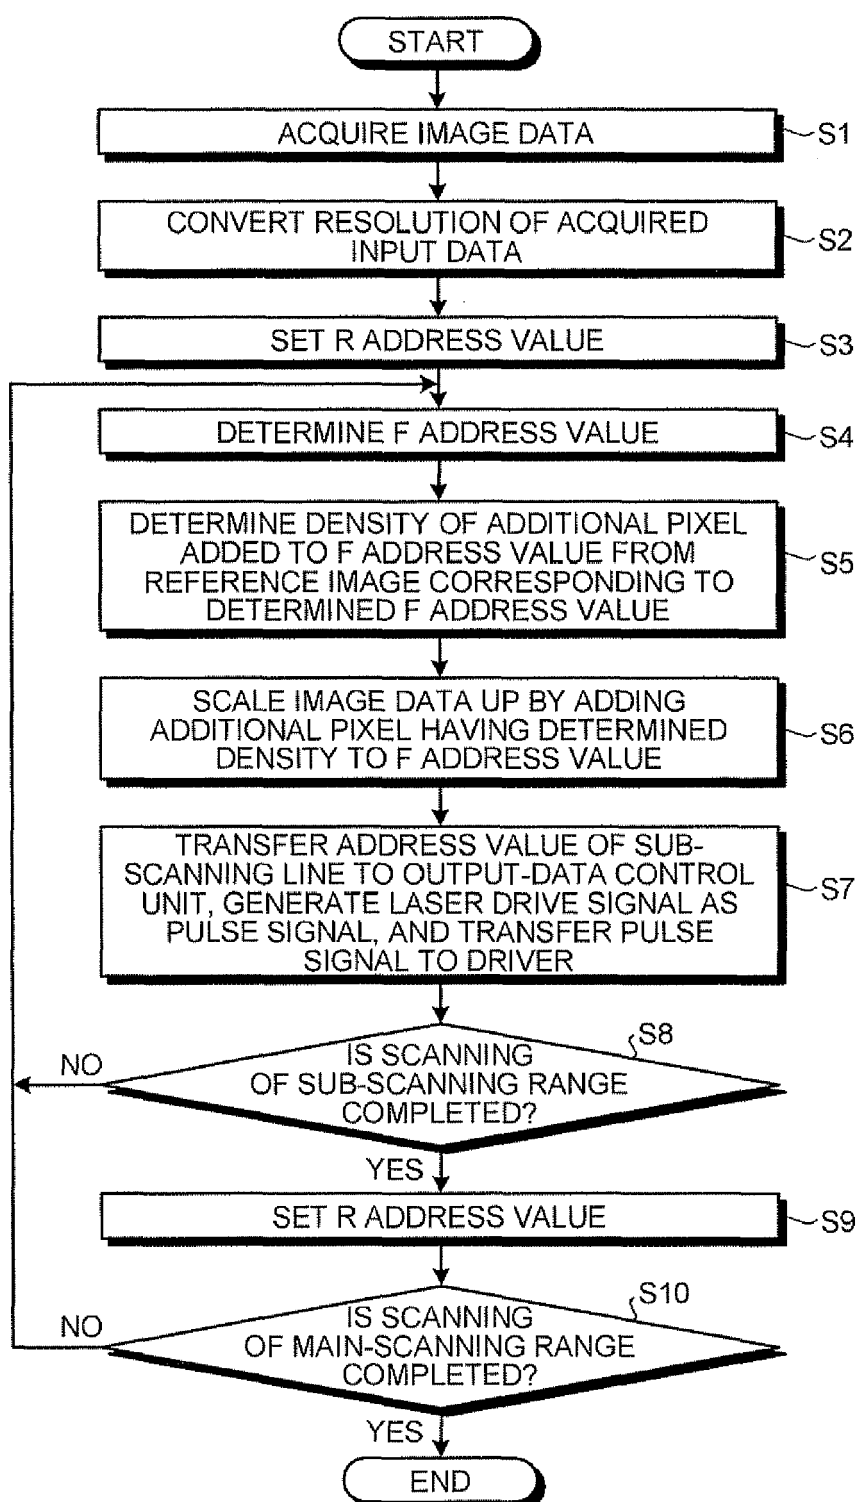 START
ACQUIRE IMAGE DATA
S1
CONVERT RESOLUTION OF ACQUIRED
INPUT DATA
S2
SET R ADDRESS VALUE
S3
DETERMINE F ADDRESS VALUE
S4
DETERMINE DENSITY OF ADDITIONAL PIXEL
ADDED TO F ADDRESS VALUE FROM
REFERENCE IMAGE CORRESPONDING TO
DETERMINED F ADDRESS VALUE
S5
SCALE IMAGE DATA UP BY ADDING
ADDITIONAL PIXEL HAVING DETERMINED
DENSITY TO F ADDRESS VALUE
S6
TRANSFER ADDRESS VALUE OF SUB-
SCANNING LINE TO OUTPUT-DATA CONTROL
UNIT, GENERATE LASER DRIVE SIGNAL AS
PULSE SIGNAL, AND TRANSFER PULSE
SIGNAL TO DRIVER
S7
S8
IS SCANNING
OF SUB-SCANNING RANGE
COMPLETED?
NO
YES
SET R ADDRESS VALUE
S9
S10
IS SCANNING
OF MAIN-SCANNING RANGE
COMPLETED?
NO
YES
END